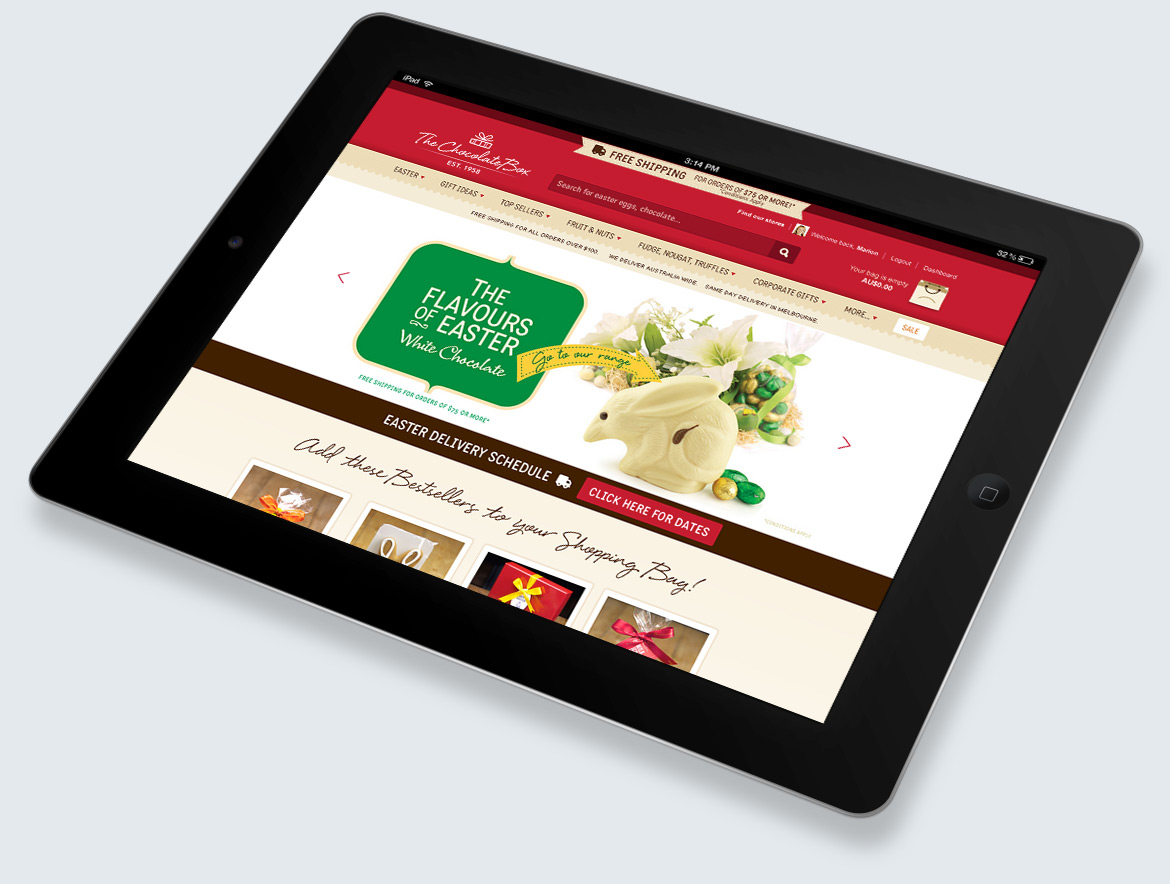 iPad
3:14 PM
32 %
The Chocolate Box
EST. 1958
FREE SHIPPING
FOR ORDERS OF $75 OR MORE!*
*Conditions Apply
Search for easter eggs, chocolate...
Find our stores
Welcome back, Marion | Logout | Dashboard
Your bag is empty
AU$0.00
EASTER GIFT IDEAS TOP SELLERS FRUIT & NUTS FUDGE, NOUGAT, TRUFFLES CORPORATE GIFTS MORE... SALE
FREE SHIPPING FOR ALL ORDERS OVER $100. WE DELIVER AUSTRALIA WIDE. SAME DAY DELIVERY IN MELBOURNE.
THE
FLAVOURS
OF EASTER
White Chocolate
Go to our range
FREE SHIPPING FOR ORDERS OF $75 OR MORE*
*CONDITIONS APPLY
EASTER DELIVERY SCHEDULE CLICK HERE FOR DATES
Add these Bestsellers to your Shopping Bag!